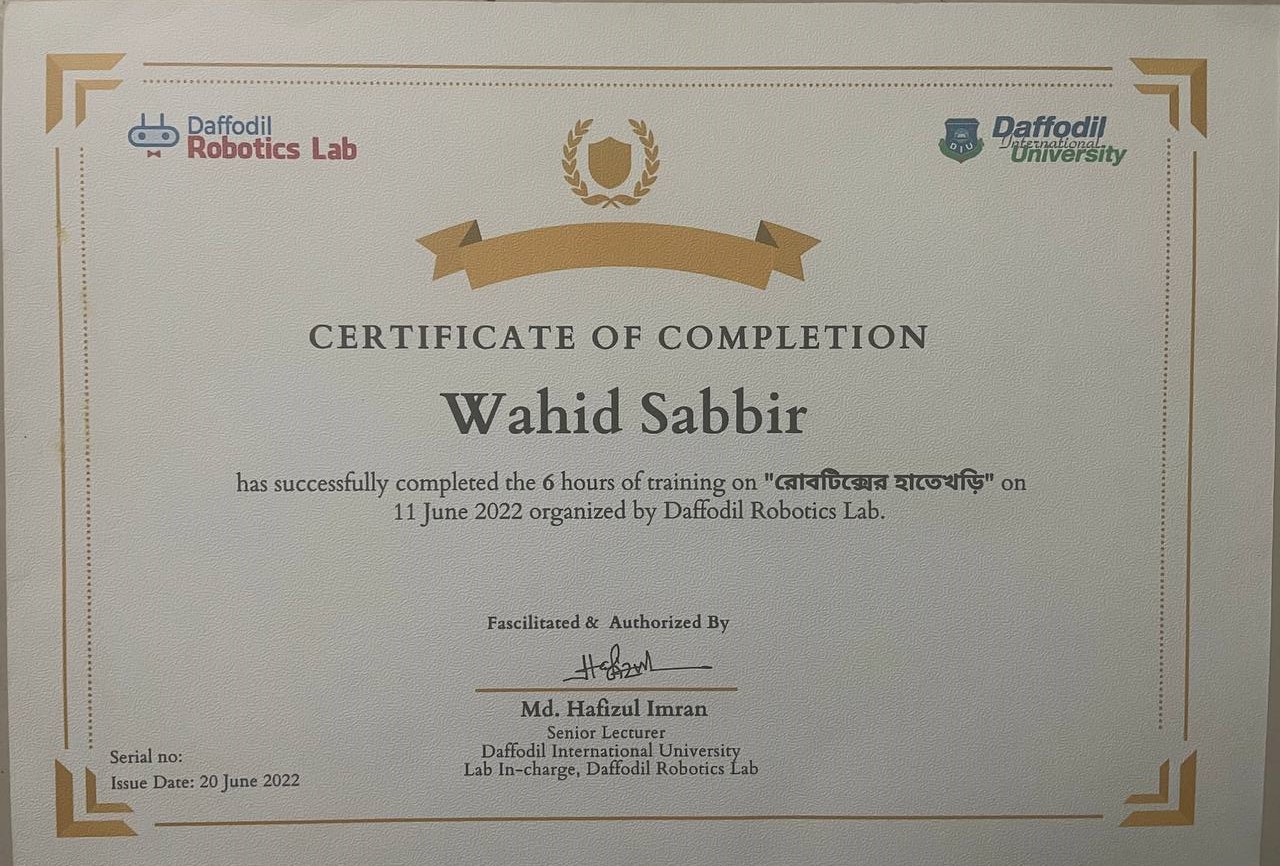 Daffodil
Robotics Lab
DIU
Daffodil
International
University
CERTIFICATE OF COMPLETION
Wahid Sabbir
has successfully completed the 6 hours of training on "রোবটিক্সের হাতেখড়ি" on
11 June 2022 organized by Daffodil Robotics Lab.
Fascilitated & Authorized By
Hafizul
Md. Hafizul Imran
Senior Lecturer
Daffodil International University
Lab In-charge, Daffodil Robotics Lab
Serial no:
Issue Date: 20 June 2022